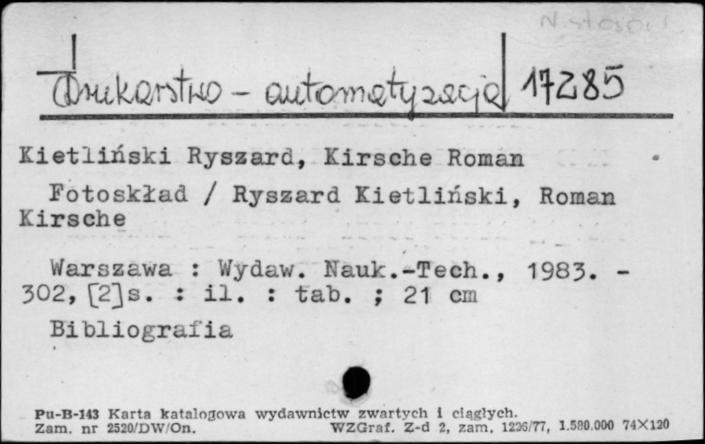 Drukarstwo - automatyzacja 17285
Kietliński Ryszard, Kirsche Roman
Fotoskład / Ryszard Kietliński, Roman
Kirsche
Warszawa : Wydaw. Nauk.-Tech., 1983. -
302, [2]s. : il. : tab. ; 21 cm
Bibliografia
Pu-B-143 Karta katalogowa wydawnictw zwartych i ciągłych.
Zam. nr 2520/DW/On. WZGraf. Z-d 2, zam. 1226/77, 1.580.000 74X120